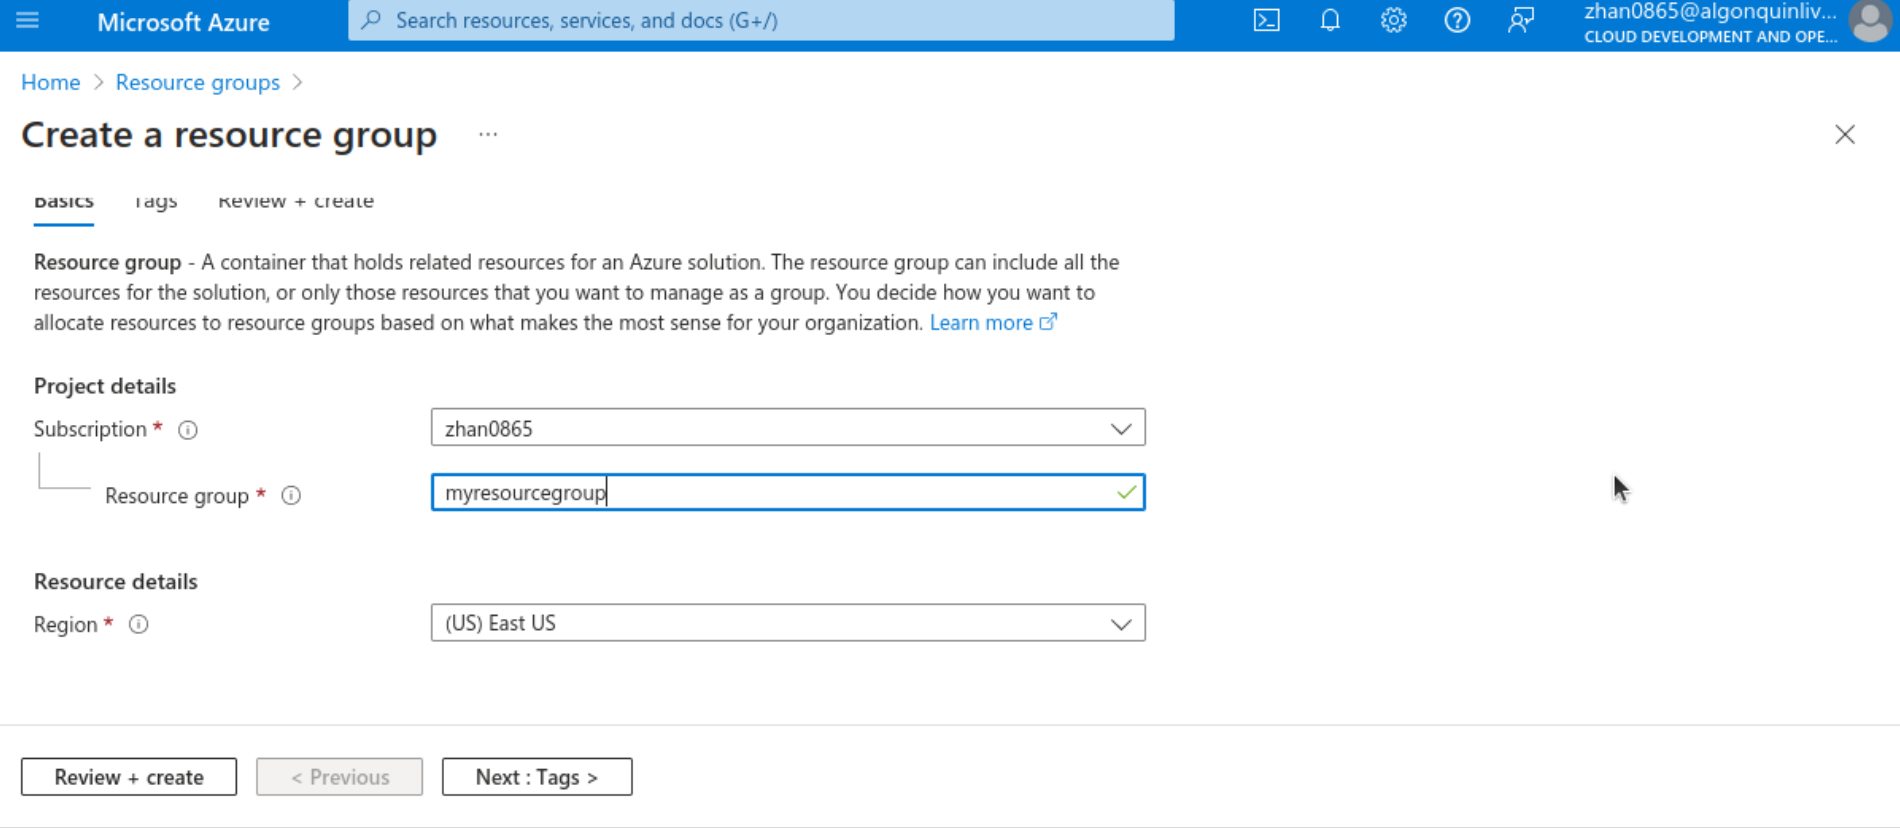 Microsoft Azure
Search resources, services, and docs (G+/)
zhan0865@algonquinliv...
CLOUD DEVELOPMENT AND OPE...
Home > Resource groups >
Create a resource group ...
Basics Tags Review + create
Resource group - A container that holds related resources for an Azure solution. The resource group can include all the
resources for the solution, or only those resources that you want to manage as a group. You decide how you want to
allocate resources to resource groups based on what makes the most sense for your organization. Learn more
Project details
Subscription * zhan0865
Resource group * myresourcegroup
Resource details
Region * (US) East US
Review + create < Previous Next : Tags >